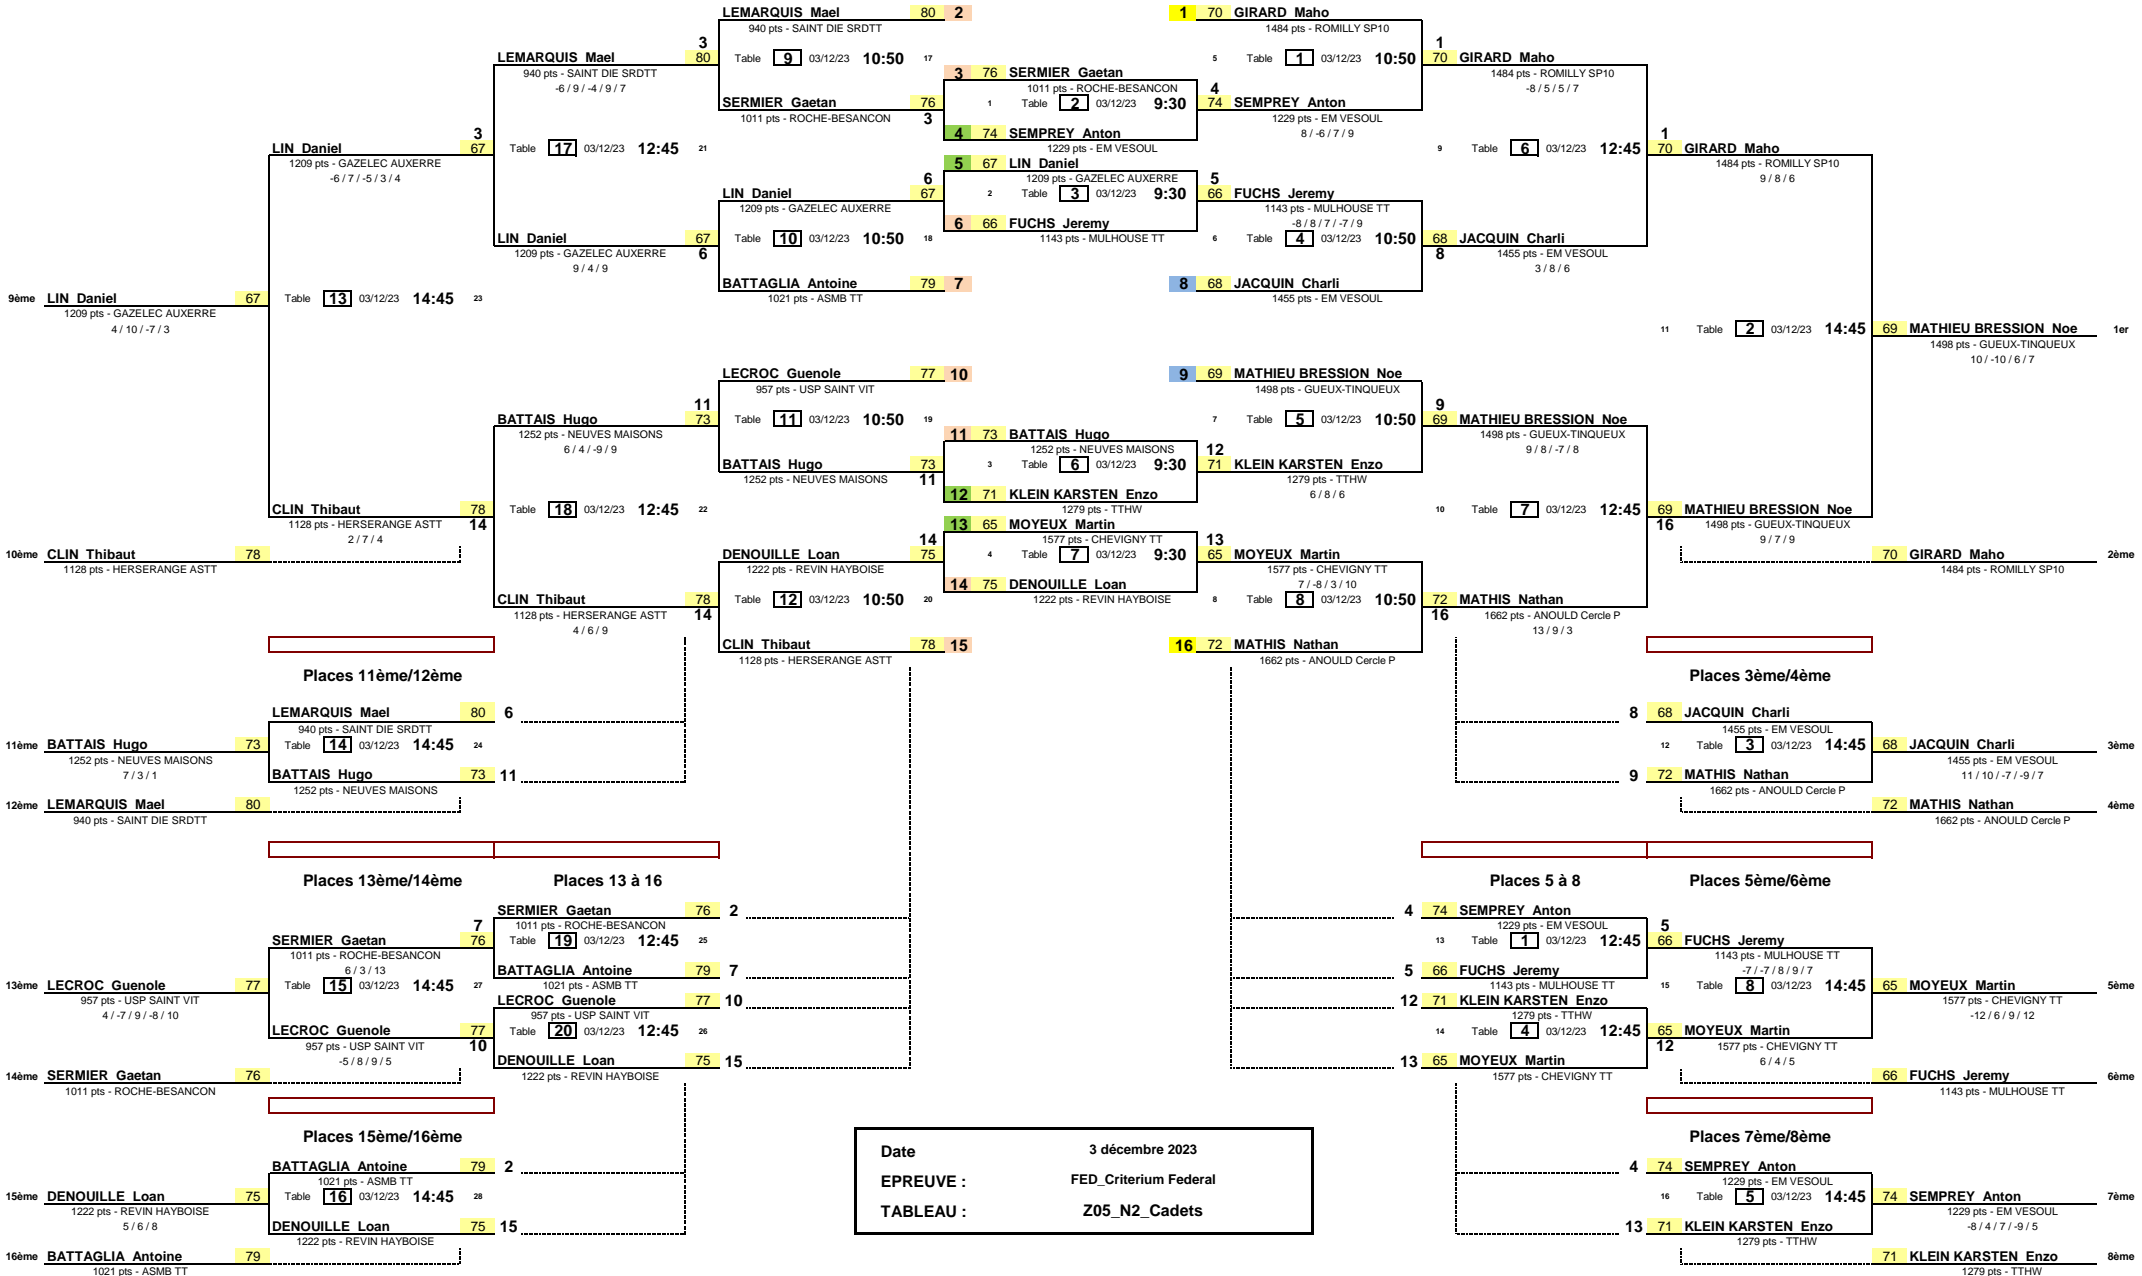 LEMARQUIS Mael 80 2
940 pts - SAINT DIE SRDTT
1 70 GIRARD Maho
1484 pts - ROMILLY SP10
3
LEMARQUIS Mael 80
940 pts - SAINT DIE SRDTT
-6 / 9 / -4 / 9 / 7
Table 9 03/12/23 10:50 17
5 Table 1 03/12/23 10:50
1
70 GIRARD Maho
1484 pts - ROMILLY SP10
-8 / 5 / 5 / 7
3 76 SERMIER Gaetan
1011 pts - ROCHE-BESANCON
SERMIER Gaetan 76
1011 pts - ROCHE-BESANCON 3
1 Table 2 03/12/23 9:30
4
74 SEMPREY Anton
1229 pts - EM VESOUL
8 / -6 / 7 / 9
4 74 SEMPREY Anton
1229 pts - EM VESOUL
3
LIN Daniel 67
1209 pts - GAZELEC AUXERRE
-6 / 7 / -5 / 3 / 4
Table 17 03/12/23 12:45 21
9 Table 6 03/12/23 12:45
1
70 GIRARD Maho
1484 pts - ROMILLY SP10
9 / 8 / 6
5 67 LIN Daniel
1209 pts - GAZELEC AUXERRE
6
LIN Daniel 67
1209 pts - GAZELEC AUXERRE
2 Table 3 03/12/23 9:30
5
66 FUCHS Jeremy
1143 pts - MULHOUSE TT
-8 / 8 / 7 / -7 / 9
6 66 FUCHS Jeremy
1143 pts - MULHOUSE TT
LIN Daniel 67
1209 pts - GAZELEC AUXERRE 6
9 / 4 / 9
Table 10 03/12/23 10:50 18
6 Table 4 03/12/23 10:50
68 JACQUIN Charli
8 1455 pts - EM VESOUL
3 / 8 / 6
BATTAGLIA Antoine 79 7
1021 pts - ASMB TT
8 68 JACQUIN Charli
1455 pts - EM VESOUL
9ème LIN Daniel 67
1209 pts - GAZELEC AUXERRE
4 / 10 / -7 / 3
Table 13 03/12/23 14:45 23
11 Table 2 03/12/23 14:45
69 MATHIEU BRESSION Noe 1er
1498 pts - GUEUX-TINQUEUX
10 / -10 / 6 / 7
LECROC Guenole 77 10
957 pts - USP SAINT VIT
9 69 MATHIEU BRESSION Noe
1498 pts - GUEUX-TINQUEUX
11
BATTAIS Hugo 73
1252 pts - NEUVES MAISONS
6 / 4 / -9 / 9
Table 11 03/12/23 10:50 19
7 Table 5 03/12/23 10:50
9
69 MATHIEU BRESSION Noe
1498 pts - GUEUX-TINQUEUX
9 / 8 / -7 / 8
11 73 BATTAIS Hugo
1252 pts - NEUVES MAISONS
BATTAIS Hugo 73
1252 pts - NEUVES MAISONS 11
3 Table 6 03/12/23 9:30
12
71 KLEIN KARSTEN Enzo
1279 pts - TTHW
6 / 8 / 6
12 71 KLEIN KARSTEN Enzo
1279 pts - TTHW
CLIN Thibaut 78
1128 pts - HERSERANGE ASTT 14
2 / 7 / 4
Table 18 03/12/23 12:45 22
10 Table 7 03/12/23 12:45
69 MATHIEU BRESSION Noe
16 1498 pts - GUEUX-TINQUEUX
9 / 7 / 9
13 65 MOYEUX Martin
1577 pts - CHEVIGNY TT
10ème CLIN Thibaut 78
1128 pts - HERSERANGE ASTT
14
DENOUILLE Loan 75
1222 pts - REVIN HAYBOISE
4 Table 7 03/12/23 9:30
13
65 MOYEUX Martin
1577 pts - CHEVIGNY TT
7 / -8 / 3 / 10
70 GIRARD Maho 2ème
1484 pts - ROMILLY SP10
14 75 DENOUILLE Loan
1222 pts - REVIN HAYBOISE
CLIN Thibaut 78
1128 pts - HERSERANGE ASTT 14
4 / 6 / 9
Table 12 03/12/23 10:50 20
8 Table 8 03/12/23 10:50
72 MATHIS Nathan
16 1662 pts - ANOULD Cercle P
13 / 9 / 3
CLIN Thibaut 78 15
1128 pts - HERSERANGE ASTT
16 72 MATHIS Nathan
1662 pts - ANOULD Cercle P
Places 11ème/12ème
Places 3ème/4ème
LEMARQUIS Mael 80 6
940 pts - SAINT DIE SRDTT
8 68 JACQUIN Charli
1455 pts - EM VESOUL
11ème BATTAIS Hugo 73
1252 pts - NEUVES MAISONS
7 / 3 / 1
Table 14 03/12/23 14:45 24
12 Table 3 03/12/23 14:45
68 JACQUIN Charli 3ème
1455 pts - EM VESOUL
11 / 10 / -7 / -9 / 7
BATTAIS Hugo 73 11
1252 pts - NEUVES MAISONS
9 72 MATHIS Nathan
1662 pts - ANOULD Cercle P
12ème LEMARQUIS Mael 80
940 pts - SAINT DIE SRDTT
72 MATHIS Nathan 4ème
1662 pts - ANOULD Cercle P
Places 13ème/14ème
Places 13 à 16
Places 5 à 8
Places 5ème/6ème
SERMIER Gaetan 76 2
1011 pts - ROCHE-BESANCON
4 74 SEMPREY Anton
1229 pts - EM VESOUL
7
SERMIER Gaetan 76
1011 pts - ROCHE-BESANCON
6 / 3 / 13
Table 19 03/12/23 12:45 25
13 Table 1 03/12/23 12:45
5
66 FUCHS Jeremy
1143 pts - MULHOUSE TT
-7 / -7 / 8 / 9 / 7
BATTAGLIA Antoine 79 7
1021 pts - ASMB TT
5 66 FUCHS Jeremy
1143 pts - MULHOUSE TT
13ème LECROC Guenole 77
957 pts - USP SAINT VIT
4 / -7 / 9 / -8 / 10
Table 15 03/12/23 14:45 27
15 Table 8 03/12/23 14:45
65 MOYEUX Martin 5ème
1577 pts - CHEVIGNY TT
-12 / 6 / 9 / 12
LECROC Guenole 77 10
957 pts - USP SAINT VIT
12 71 KLEIN KARSTEN Enzo
1279 pts - TTHW
LECROC Guenole 77
957 pts - USP SAINT VIT 10
-5 / 8 / 9 / 5
Table 20 03/12/23 12:45 26
14 Table 4 03/12/23 12:45
65 MOYEUX Martin
12 1577 pts - CHEVIGNY TT
6 / 4 / 5
DENOUILLE Loan 75 15
1222 pts - REVIN HAYBOISE
13 65 MOYEUX Martin
1577 pts - CHEVIGNY TT
14ème SERMIER Gaetan 76
1011 pts - ROCHE-BESANCON
66 FUCHS Jeremy 6ème
1143 pts - MULHOUSE TT
Places 15ème/16ème
Places 7ème/8ème
Date 3 décembre 2023
EPREUVE : FED_Criterium Federal
TABLEAU : Z05_N2_Cadets
BATTAGLIA Antoine 79 2
1021 pts - ASMB TT
4 74 SEMPREY Anton
1229 pts - EM VESOUL
15ème DENOUILLE Loan 75
1222 pts - REVIN HAYBOISE
5 / 6 / 8
Table 16 03/12/23 14:45 28
16 Table 5 03/12/23 14:45
74 SEMPREY Anton 7ème
1229 pts - EM VESOUL
-8 / 4 / 7 / -9 / 5
DENOUILLE Loan 75 15
1222 pts - REVIN HAYBOISE
13 71 KLEIN KARSTEN Enzo
1279 pts - TTHW
16ème BATTAGLIA Antoine 79
1021 pts - ASMB TT
71 KLEIN KARSTEN Enzo 8ème
1279 pts - TTHW